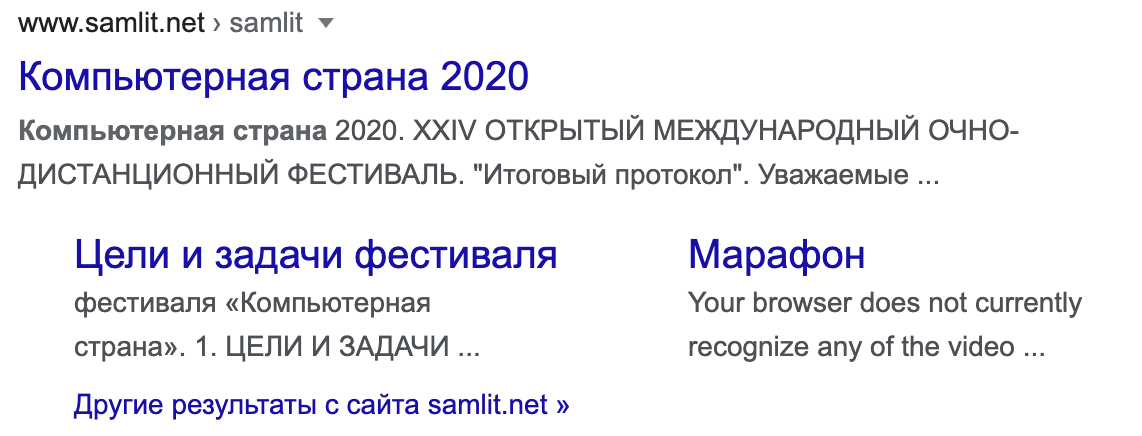 www.samlit.net › samlit
Компьютерная страна 2020
Компьютерная страна 2020. XXIV ОТКРЫТЫЙ МЕЖДУНАРОДНЫЙ ОЧНО-
ДИСТАНЦИОННЫЙ ФЕСТИВАЛЬ. "Итоговый протокол". Уважаемые ...
Цели и задачи фестиваля
фестиваля «Компьютерная
страна». 1. ЦЕЛИ И ЗАДАЧИ ...
Марафон
Your browser does not currently
recognize any of the video ...
Другие результаты с сайта samlit.net »